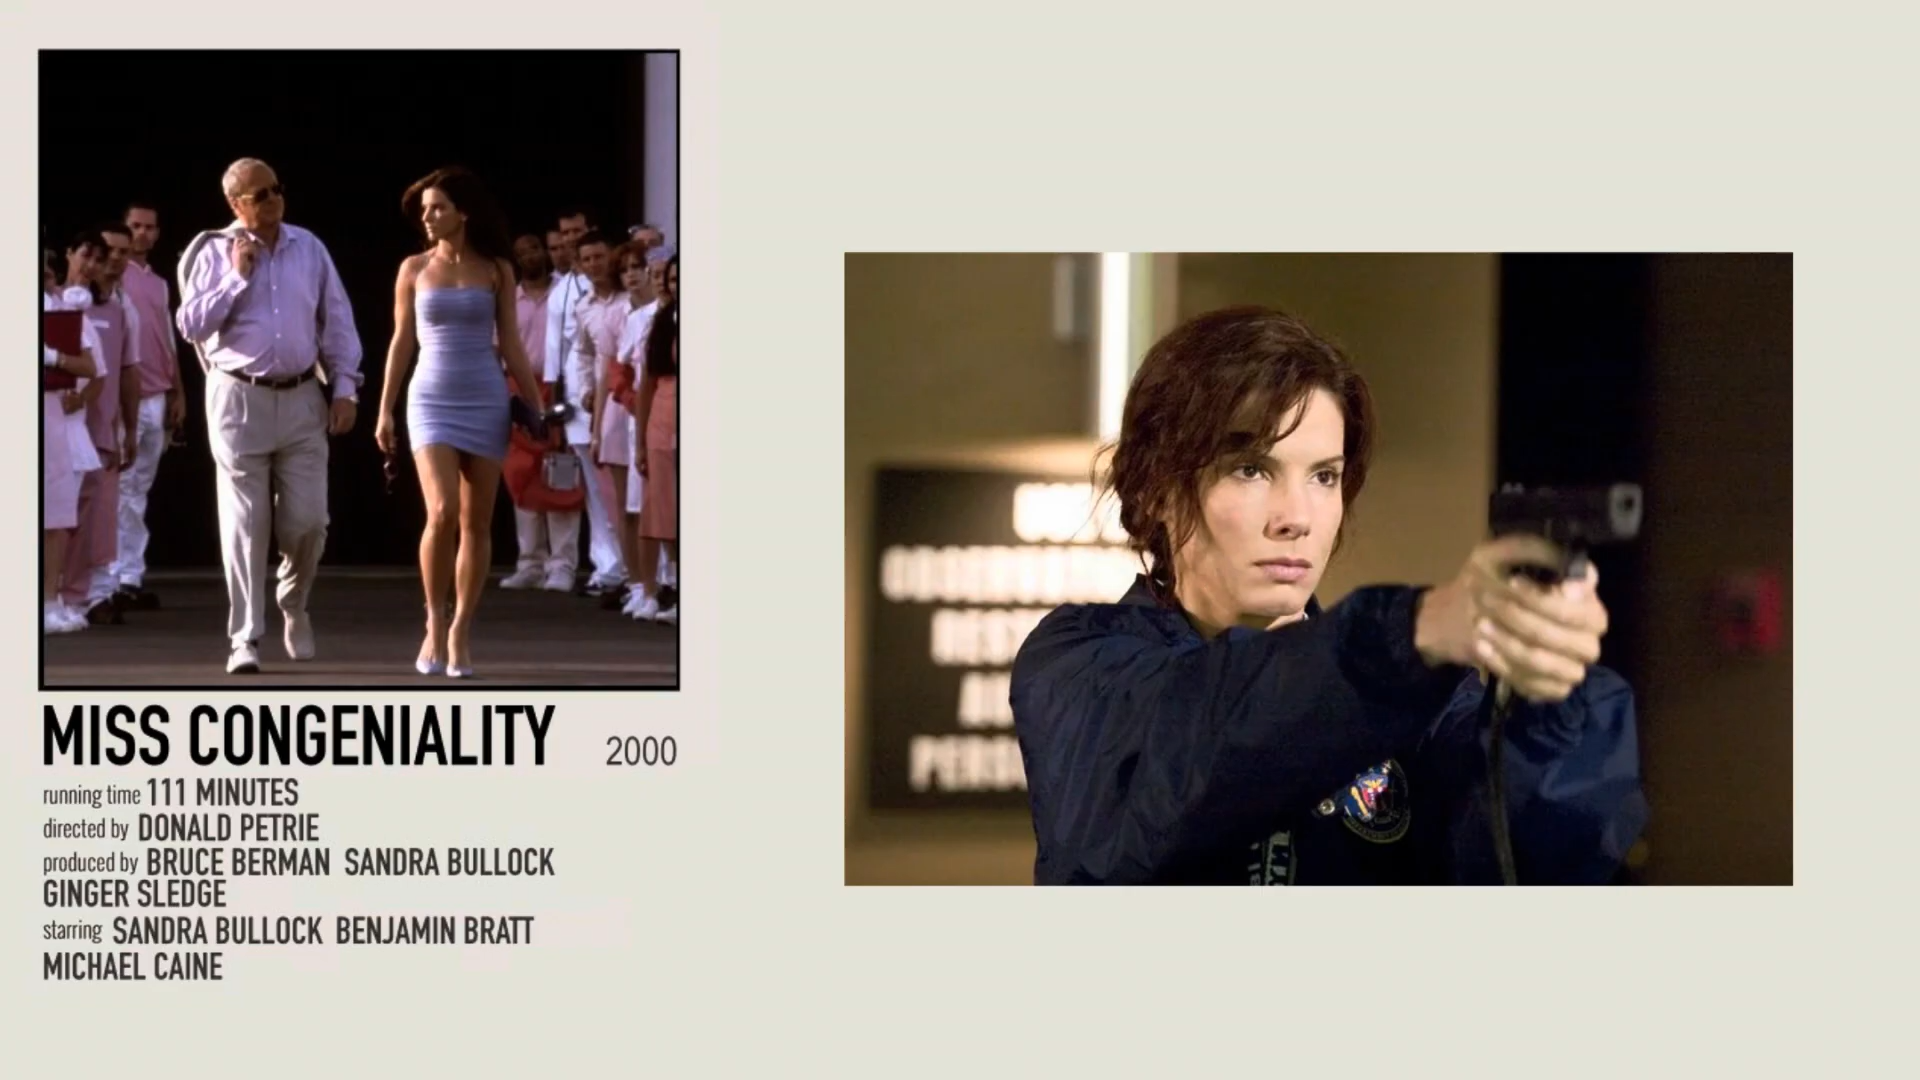 MISS CONGENIALITY 2000
running time 111 MINUTES
directed by DONALD PETRIE
produced by BRUCE BERMAN SANDRA BULLOCK
GINGER SLEDGE
starring SANDRA BULLOCK BENJAMIN BRATT
MICHAEL CAINE